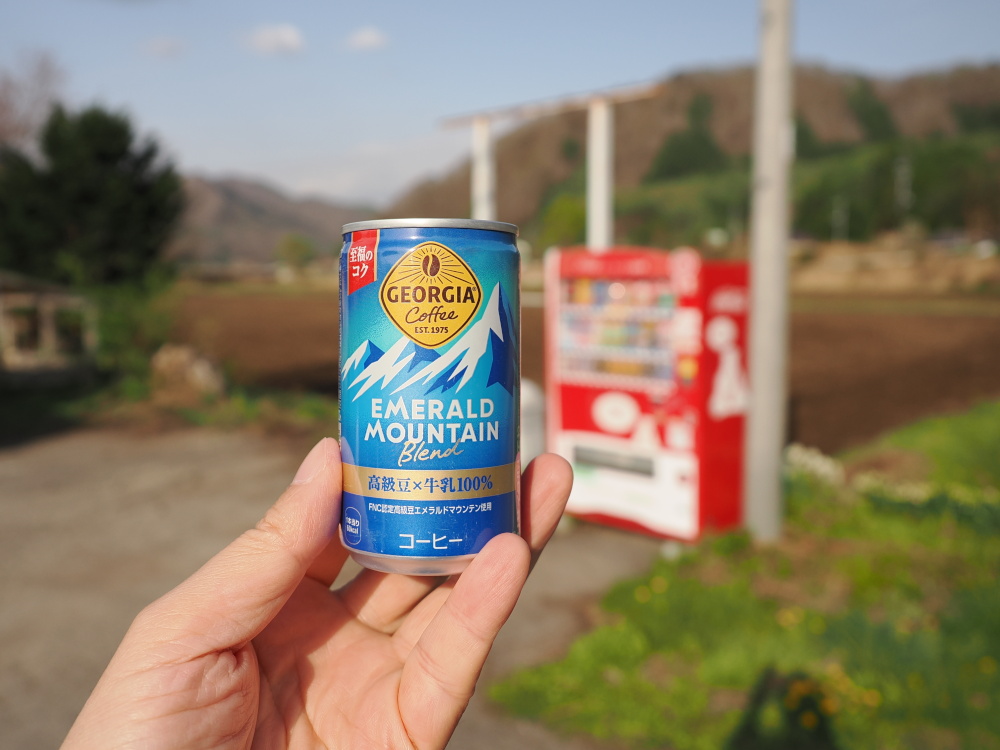 至福の
コク
GEORGIA
Coffee
EST. 1975
EMERALD
MOUNTAIN
Blend
高級豆×牛乳100%
FNC認定高級豆エメラルドマウンテン使用
コーヒー